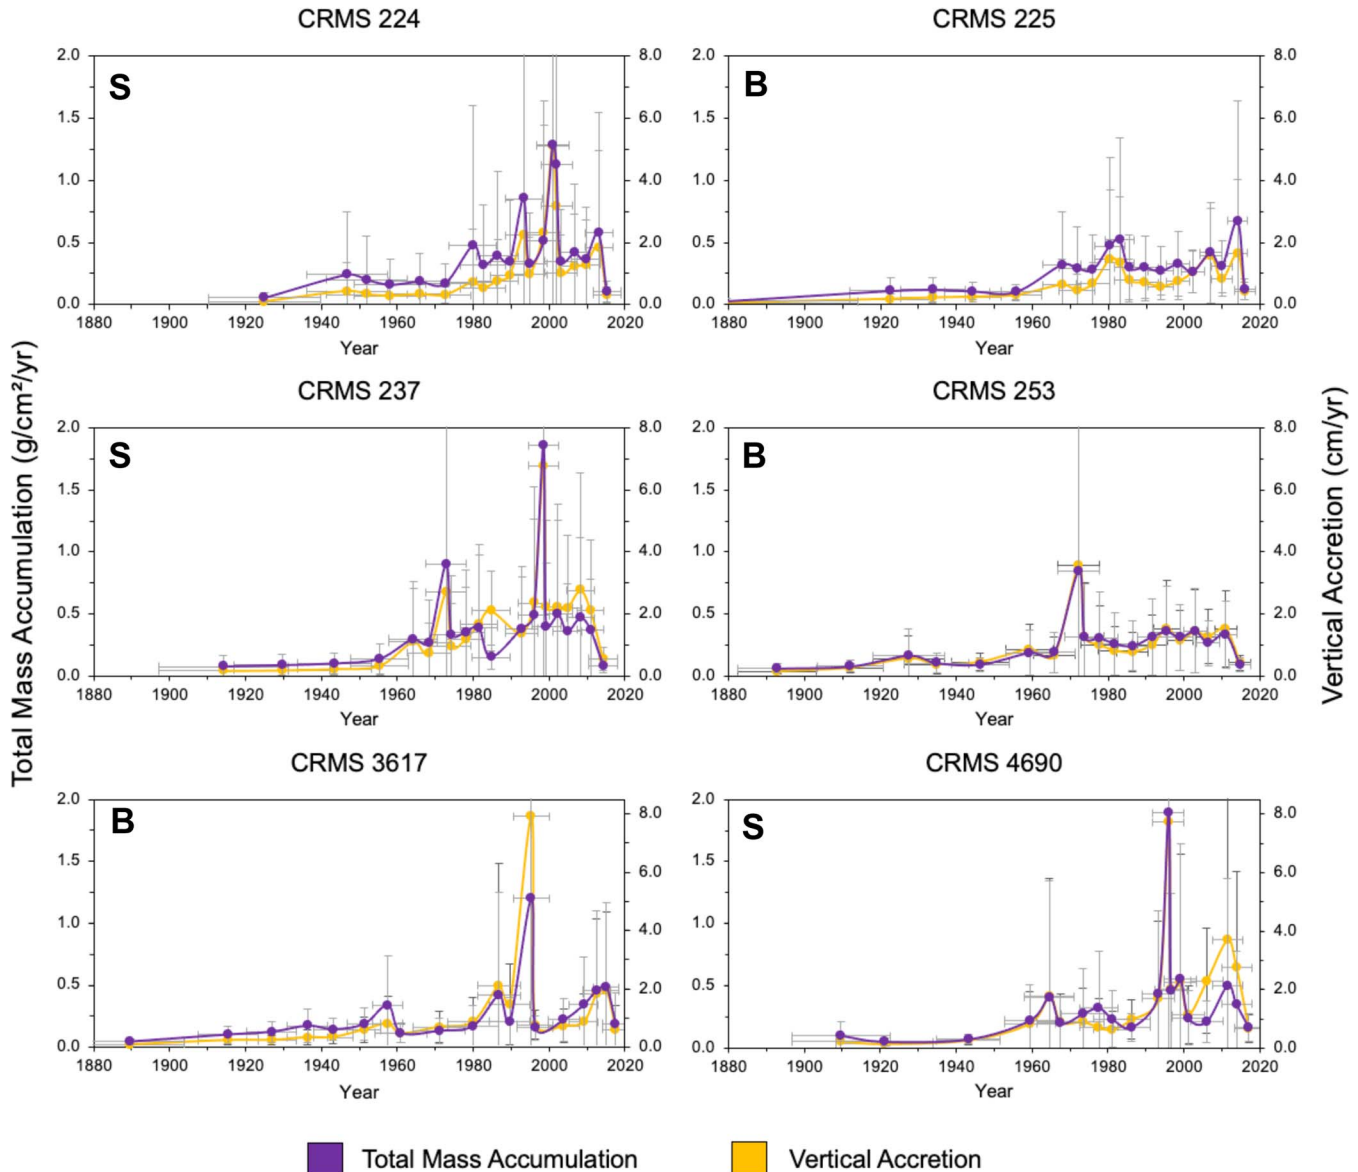 CRMS 224
CRMS 225
2.0 8.0 2.0 8.0
S B
1.5 6.0 1.5 6.0
1.0 4.0 1.0 4.0
0.5 2.0 0.5 2.0
0.0 0.0 0.0 0.0
1880 1900 1920 1940 1960 1980 2000 2020 1880 1900 1920 1940 1960 1980 2000 2020
Year Year
CRMS 237
CRMS 253
2.0 8.0 2.0 8.0
S B
1.5 6.0 1.5 6.0
1.0 4.0 1.0 4.0
0.5 2.0 0.5 2.0
0.0 0.0 0.0 0.0
1880 1900 1920 1940 1960 1980 2000 2020 1880 1900 1920 1940 1960 1980 2000 2020
Year Year
CRMS 3617
CRMS 4690
2.0 8.0 2.0 8.0
B S
1.5 6.0 1.5 6.0
1.0 4.0 1.0 4.0
0.5 2.0 0.5 2.0
0.0 0.0 0.0 0.0
1880 1900 1920 1940 1960 1980 2000 2020 1880 1900 1920 1940 1960 1980 2000 2020
Year Year
Total Mass Accumulation (g/cm²/yr)
Vertical Accretion (cm/yr)
Total Mass Accumulation
Vertical Accretion